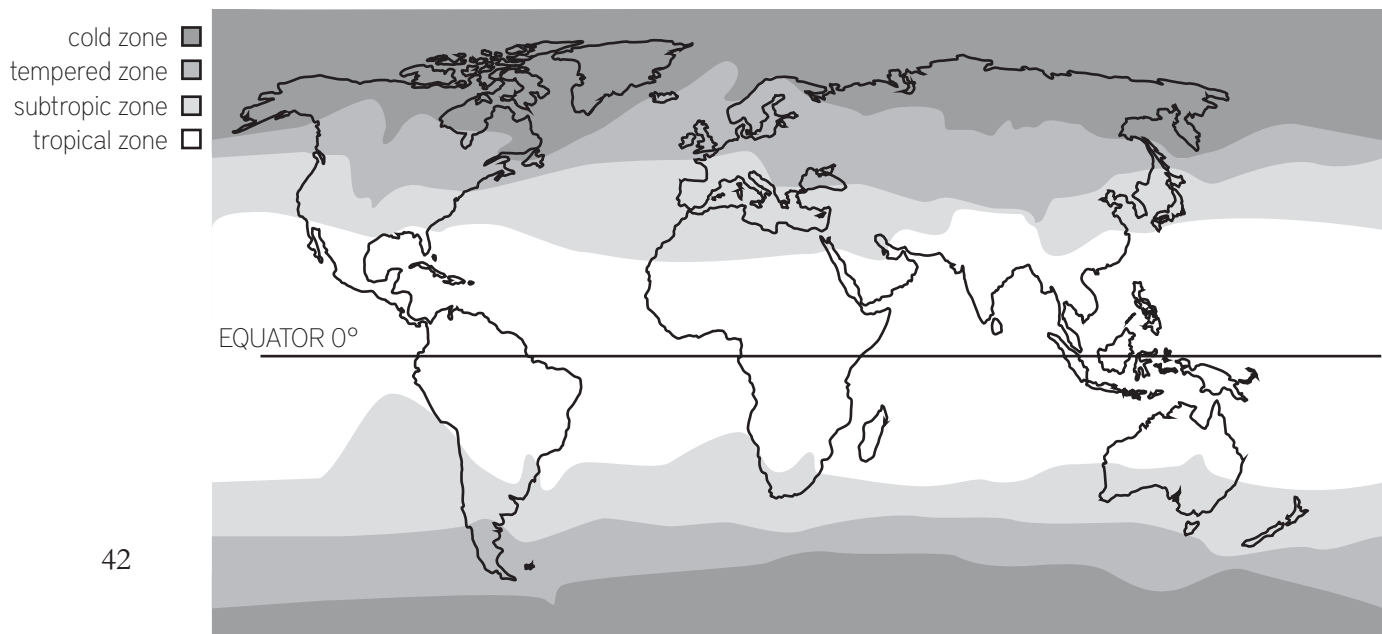 cold zone
tempered zone
subtropic zone
tropical zone
EQUATOR 0°
42